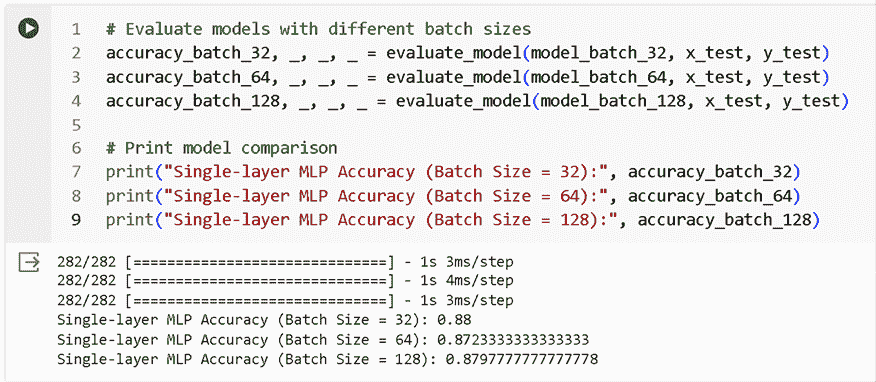 1 # Evaluate models with different batch sizes
2 accuracy_batch_32, _, _, _ = evaluate_model(model_batch_32, x_test, y_test)
3 accuracy_batch_64, _, _, _ = evaluate_model(model_batch_64, x_test, y_test)
4 accuracy_batch_128, _, _, _ = evaluate_model(model_batch_128, x_test, y_test)
5
6 # Print model comparison
7 print("Single-layer MLP Accuracy (Batch Size = 32):", accuracy_batch_32)
8 print("Single-layer MLP Accuracy (Batch Size = 64):", accuracy_batch_64)
9 print("Single-layer MLP Accuracy (Batch Size = 128):", accuracy_batch_128)
282/282 [==============================] - 1s 3ms/step
282/282 [==============================] - 1s 4ms/step
282/282 [==============================] - 1s 3ms/step
Single-layer MLP Accuracy (Batch Size = 32): 0.88
Single-layer MLP Accuracy (Batch Size = 64): 0.8723333333333333
Single-layer MLP Accuracy (Batch Size = 128): 0.8797777777777778